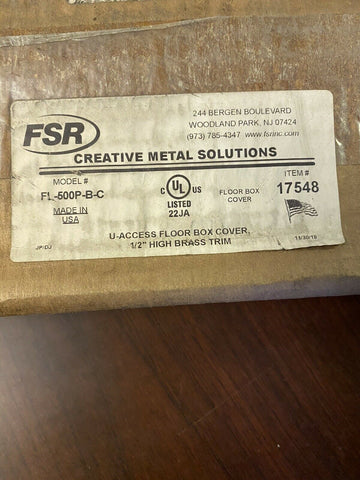 FSR
244 BERGEN BOULEVARD
WOODLAND PARK, NJ 07424
(973) 785-4347 www.fsrinc.com
CREATIVE METAL SOLUTIONS
MODEL #
FL-500P-B-C
MADE IN
USA
C UL US
LISTED
22JA
FLOOR BOX
COVER
ITEM #
17548
JP/DJ
U-ACCESS FLOOR BOX COVER,
1/2" HIGH BRASS TRIM